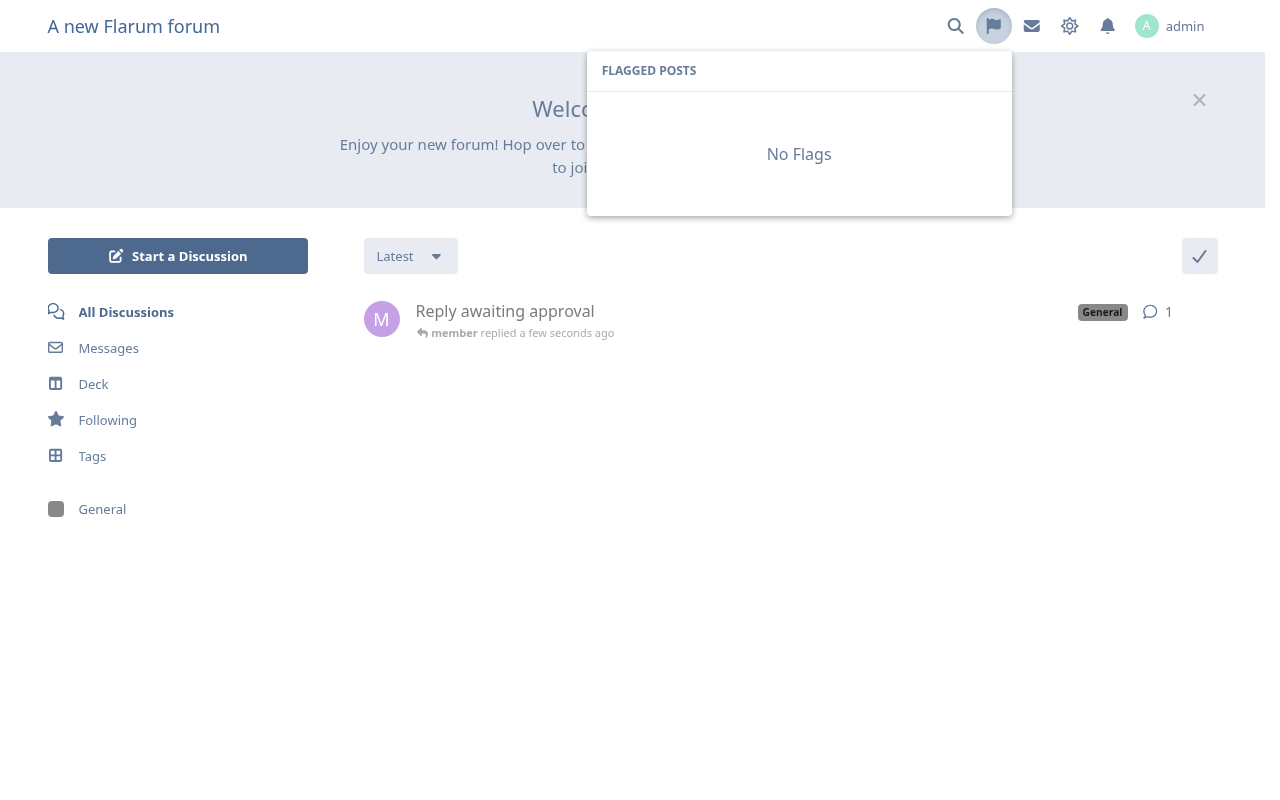 A new Flarum forum
A admin
FLAGGED POSTS
No Flags
Welco
Enjoy your new forum! Hop over to
to joi
Start a Discussion
Latest
All Discussions
Messages
Deck
Following
Tags
General
M
Reply awaiting approval
member replied a few seconds ago
General
1